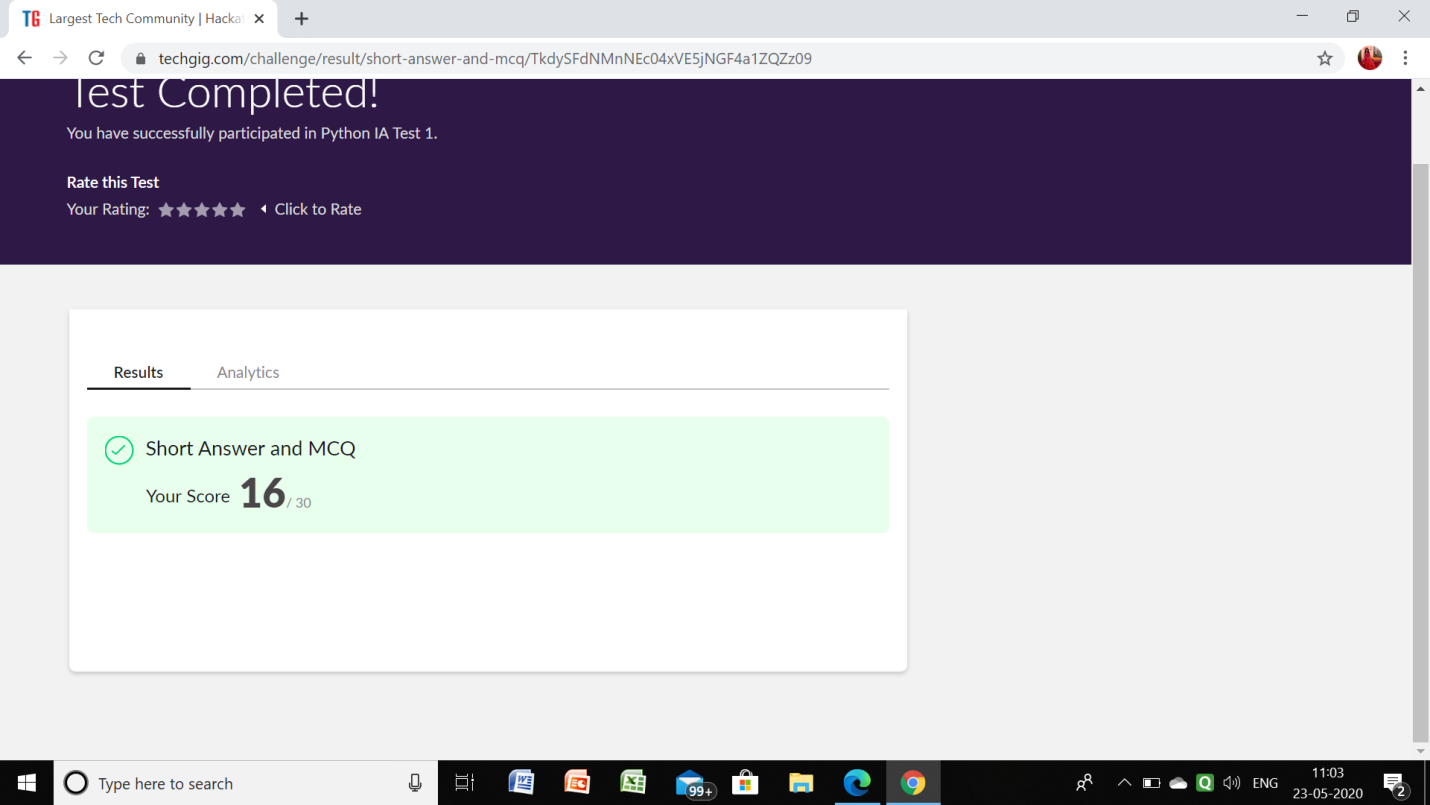 TG Largest Tech Community | Hacka
techgig.com/challenge/result/short-answer-and-mcq/TkdySFdNMnNEc04xVE5jNGF4a1ZQZz09
Test Completed!
You have successfully participated in Python IA Test 1.
Rate this Test
Your Rating: Click to Rate
Results Analytics
Short Answer and MCQ
Your Score 16 / 30
Type here to search
99+
Q
ENG
11:03
23-05-2020
2